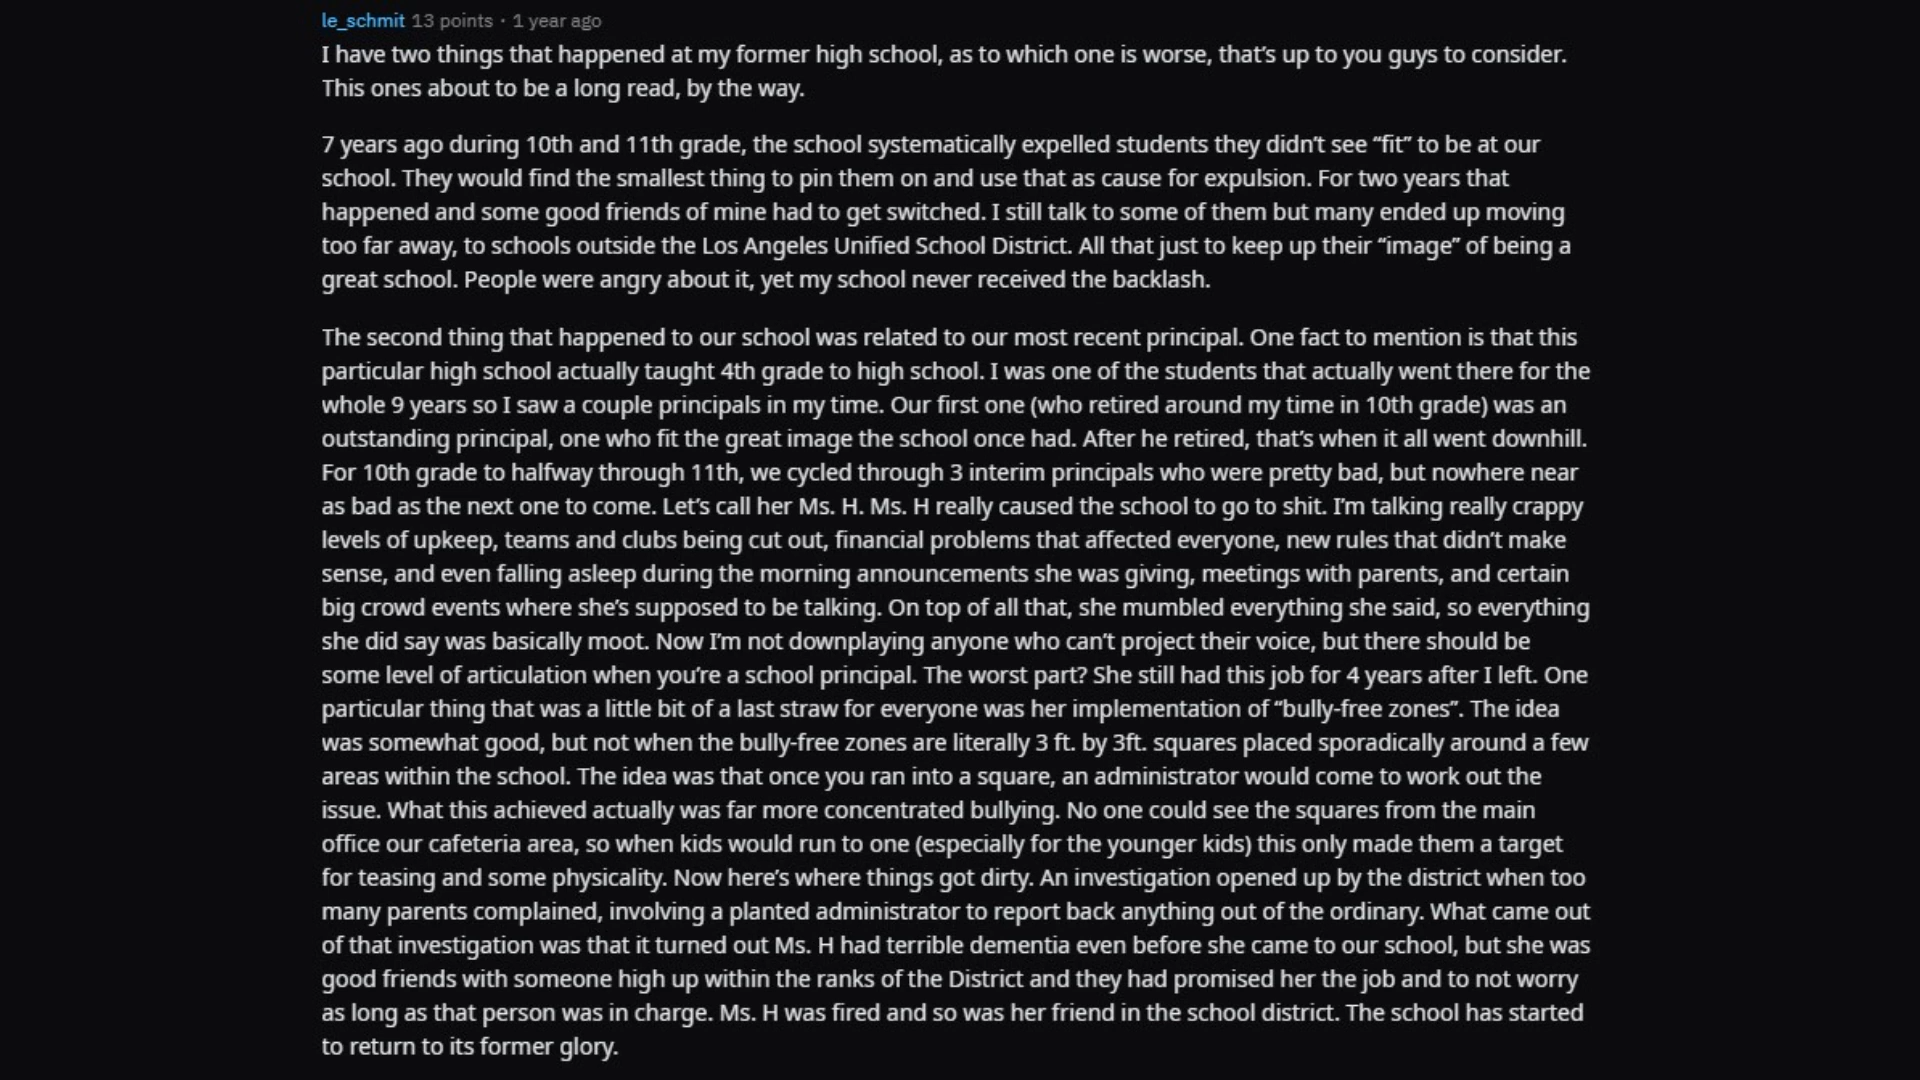 le_schmit 13 points · 1 year ago
I have two things that happened at my former high school, as to which one is worse, that’s up to you guys to consider.
This ones about to be a long read, by the way.
7 years ago during 10th and 11th grade, the school systematically expelled students they didn’t see “fit” to be at our
school. They would find the smallest thing to pin them on and use that as cause for expulsion. For two years that
happened and some good friends of mine had to get switched. I still talk to some of them but many ended up moving
too far away, to schools outside the Los Angeles Unified School District. All that just to keep up their “image” of being a
great school. People were angry about it, yet my school never received the backlash.
The second thing that happened to our school was related to our most recent principal. One fact to mention is that this
particular high school actually taught 4th grade to high school. I was one of the students that actually went there for the
whole 9 years so I saw a couple principals in my time. Our first one (who retired around my time in 10th grade) was an
outstanding principal, one who fit the great image the school once had. After he retired, that’s when it all went downhill.
For 10th grade to halfway through 11th, we cycled through 3 interim principals who were pretty bad, but nowhere near
as bad as the next one to come. Let’s call her Ms. H. Ms. H really caused the school to go to shit. I’m talking really crappy
levels of upkeep, teams and clubs being cut out, financial problems that affected everyone, new rules that didn’t make
sense, and even falling asleep during the morning announcements she was giving, meetings with parents, and certain
big crowd events where she’s supposed to be talking. On top of all that, she mumbled everything she said, so everything
she did say was basically moot. Now I’m not downplaying anyone who can’t project their voice, but there should be
some level of articulation when you’re a school principal. The worst part? She still had this job for 4 years after I left. One
particular thing that was a little bit of a last straw for everyone was her implementation of “bully-free zones”. The idea
was somewhat good, but not when the bully-free zones are literally 3 ft. by 3ft. squares placed sporadically around a few
areas within the school. The idea was that once you ran into a square, an administrator would come to work out the
issue. What this achieved actually was far more concentrated bullying. No one could see the squares from the main
office our cafeteria area, so when kids would run to one (especially for the younger kids) this only made them a target
for teasing and some physicality. Now here’s where things got dirty. An investigation opened up by the district when too
many parents complained, involving a planted administrator to report back anything out of the ordinary. What came out
of that investigation was that it turned out Ms. H had terrible dementia even before she came to our school, but she was
good friends with someone high up within the ranks of the District and they had promised her the job and to not worry
as long as that person was in charge. Ms. H was fired and so was her friend in the school district. The school has started
to return to its former glory.